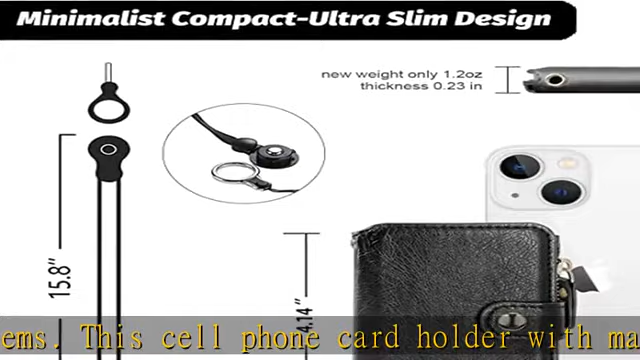 Minimalist Compact-Ultra Slim Design
new weight only 1.2oz
thickness 0.23 in
15.8"
4.14"
ems. This cell phone card holder with ma